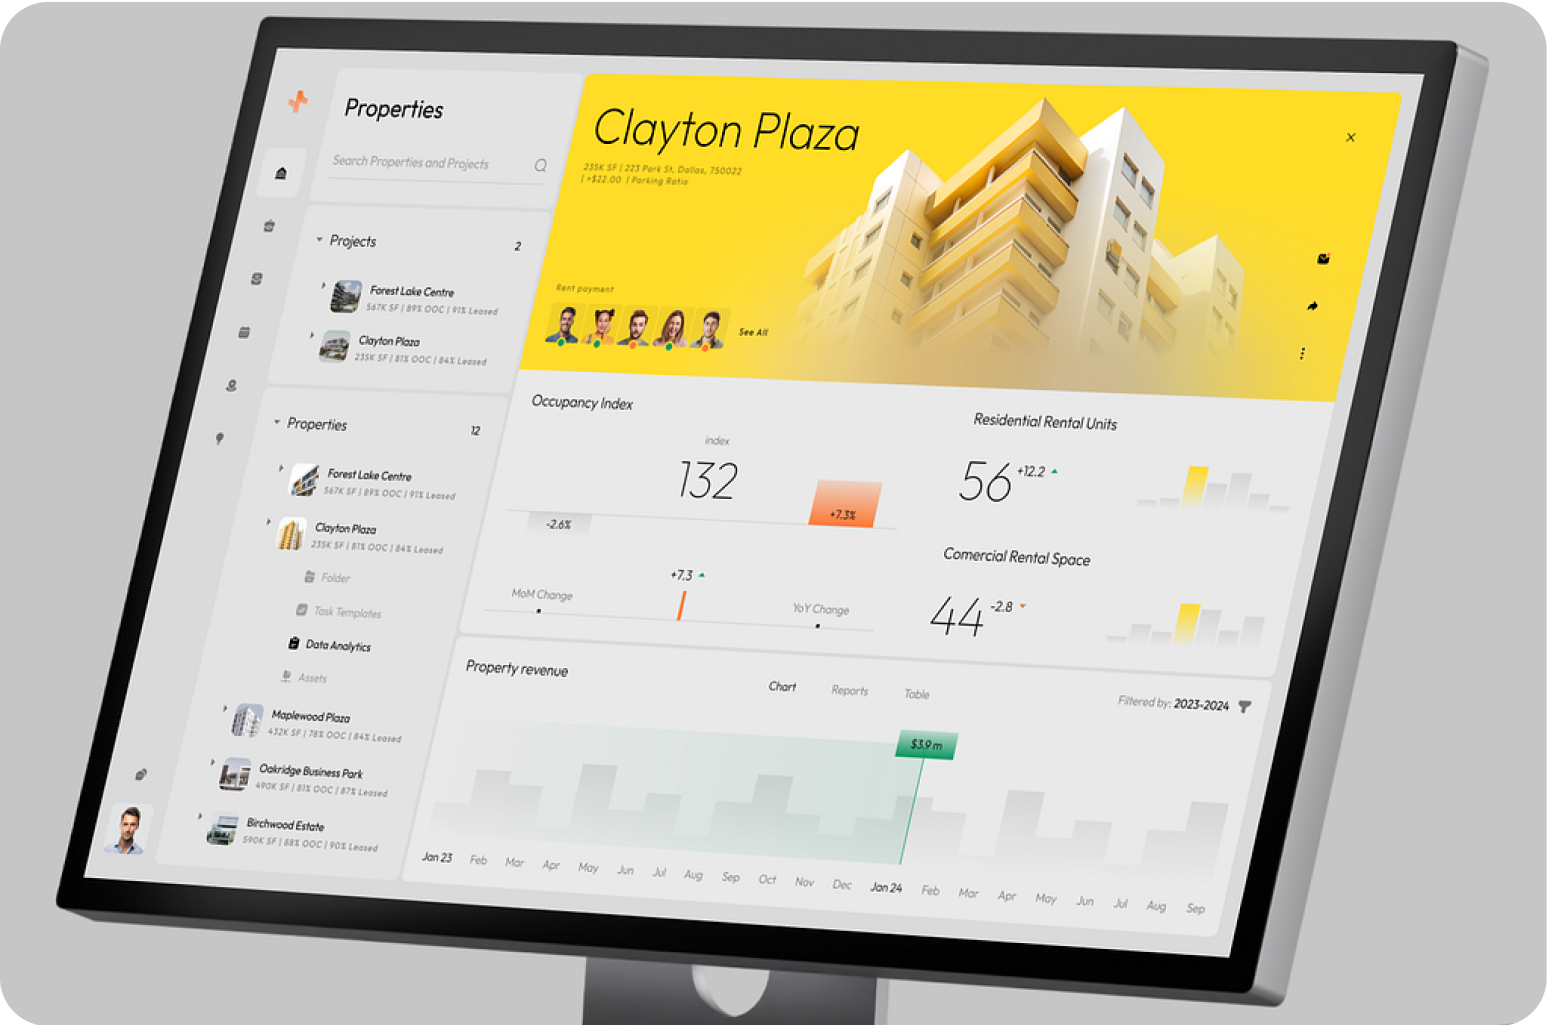 Properties
Search Properties and Projects
Projects 2
Forest Lake Centre
567K SF | 89% OOC | 91% Leased
Clayton Plaza
235K SF | 81% OOC | 84% Leased
Properties 12
Forest Lake Centre
567K SF | 89% OOC | 91% Leased
Clayton Plaza
235K SF | 81% OOC | 84% Leased
Folder
Task Templates
Data Analytics
Assets
Maplewood Plaza
432K SF | 78% OOC | 84% Leased
Oakridge Business Park
490K SF | 81% OOC | 87% Leased
Birchwood Estate
590K SF | 88% OOC | 90% Leased
Clayton Plaza
235K SF | 223 Park St, Dallas, 750022
| >$22.00 | Parking Ratio
Rent payment
See All
Occupancy Index
index
132
-2.6%
+7.3%
+7.3
MoM Change
YoY Change
Residential Rental Units
56 +12.2
Comercial Rental Space
44 -2.8
Property revenue
Chart Reports Table
Filtered by: 2023-2024
$3.9 m
Jan 23 Feb Mar Apr May Jun Jul Aug Sep Oct Nov Dec Jan 24 Feb Mar Apr May Jun Jul Aug Sep